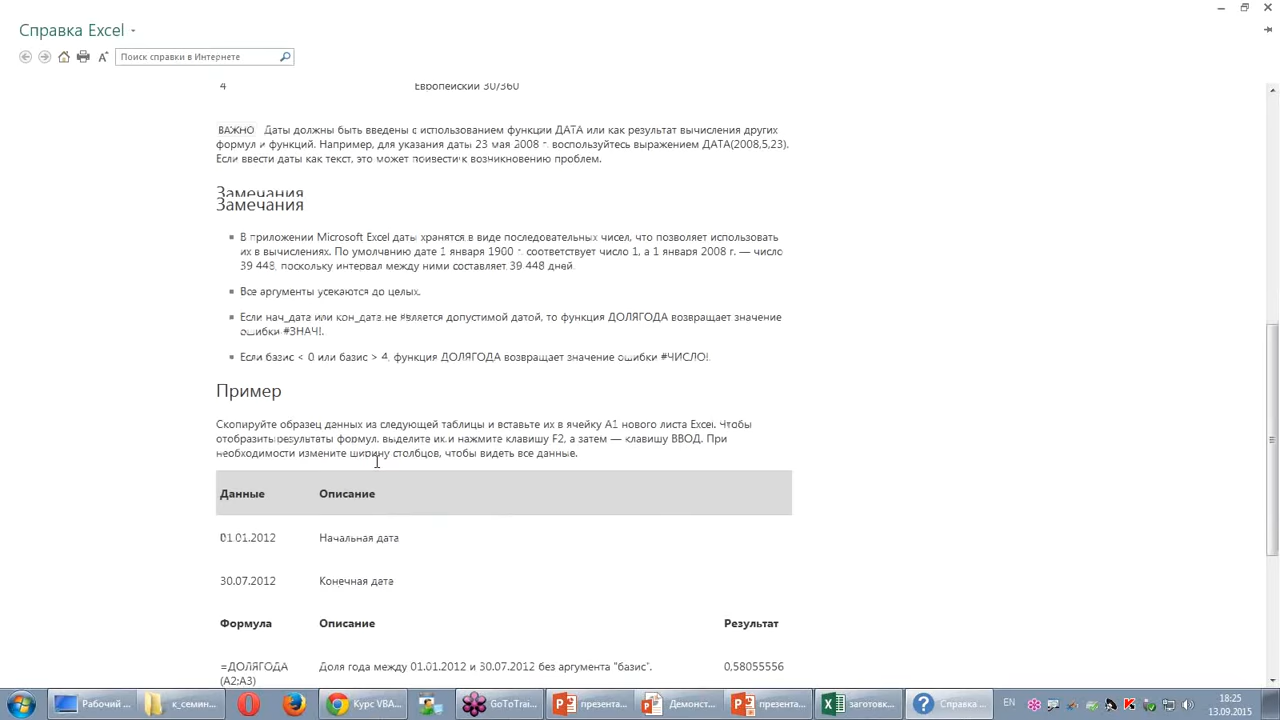 Справка Excel
Поиск справки в Интернете
4 Европейский 30/360
ВАЖНО Даты должны быть введены с использованием функции ДАТА или как результат вычисления других
формул и функций. Например, для указания даты 23 мая 2008 г. воспользуйтесь выражением ДАТА(2008,5,23).
Если ввести даты как текст, это может привести к возникновению проблем.
Замечания
Замечания
В приложении Microsoft Excel даты хранятся в виде последовательных чисел, что позволяет использовать
их в вычислениях. По умолчанию дате 1 января 1900 г. соответствует число 1, а 1 января 2008 г. — число
39 448, поскольку интервал между ними составляет 39 448 дней.
Все аргументы усекаются до целых.
Если нач_дата или кон_дата не является допустимой датой, то функция ДОЛЯГОДА возвращает значение
ошибки #ЗНАЧ!.
Если базис < 0 или базис > 4, функция ДОЛЯГОДА возвращает значение ошибки #ЧИСЛО!.
Пример
Скопируйте образец данных из следующей таблицы и вставьте их в ячейку A1 нового листа Excel. Чтобы
отобразить результаты формул, выделите их и нажмите клавишу F2, а затем — клавишу ВВОД. При
необходимости измените ширину столбцов, чтобы видеть все данные.
Данные Описание
01.01.2012 Начальная дата
30.07.2012 Конечная дата
Формула Описание Результат
=ДОЛЯГОДА Доля года между 01.01.2012 и 30.07.2012 без аргумента "базис". 0,58055556
(A2;A3)
Рабочий ... к_семин... Курс VBA... GoToTrai... презента... Демонст... презента... заготовк... Справка ... EN 18:25
13.09.2015